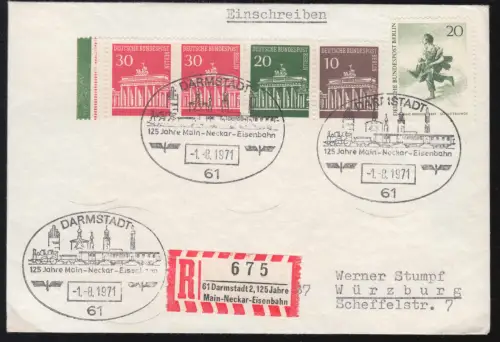 Einschreiben
30
30
20
10
20
DEUTSCHE BUNDESPOST
DEUTSCHE BUNDESPOST
DEUTSCHE BUNDESPOST
DEUTSCHE BUNDESPOST
BERLIN
BERLIN
BERLIN
BERLIN
DEUTSCHE BUNDESPOST BERLIN
DARMSTADT
125 Jahre Main-Neckar-Eisenbahn
-1.-8.1971
61
DARMSTADT
125 Jahre Main-Neckar-Eisenbahn
-1.-8.1971
61
DARMSTADT
125 Jahre Main-Neckar-Eisenbahn
-1.-8.1971
61
R
675
61 Darmstadt 2, 125 Jahre
Main-Neckar-Eisenbahn
Werner Stumpf
Würzburg
Scheffelstr. 7